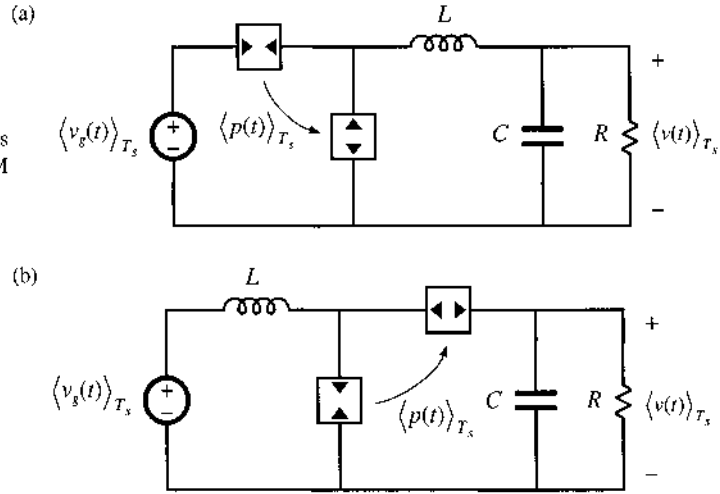 (a)
L
s
M
⟨v_g(t)⟩_{T_s}
+
−
⟨p(t)⟩_{T_s}
C
R
+
⟨v(t)⟩_{T_s}
−
(b)
L
⟨v_g(t)⟩_{T_s}
+
−
⟨p(t)⟩_{T_s}
C
R
+
⟨v(t)⟩_{T_s}
−